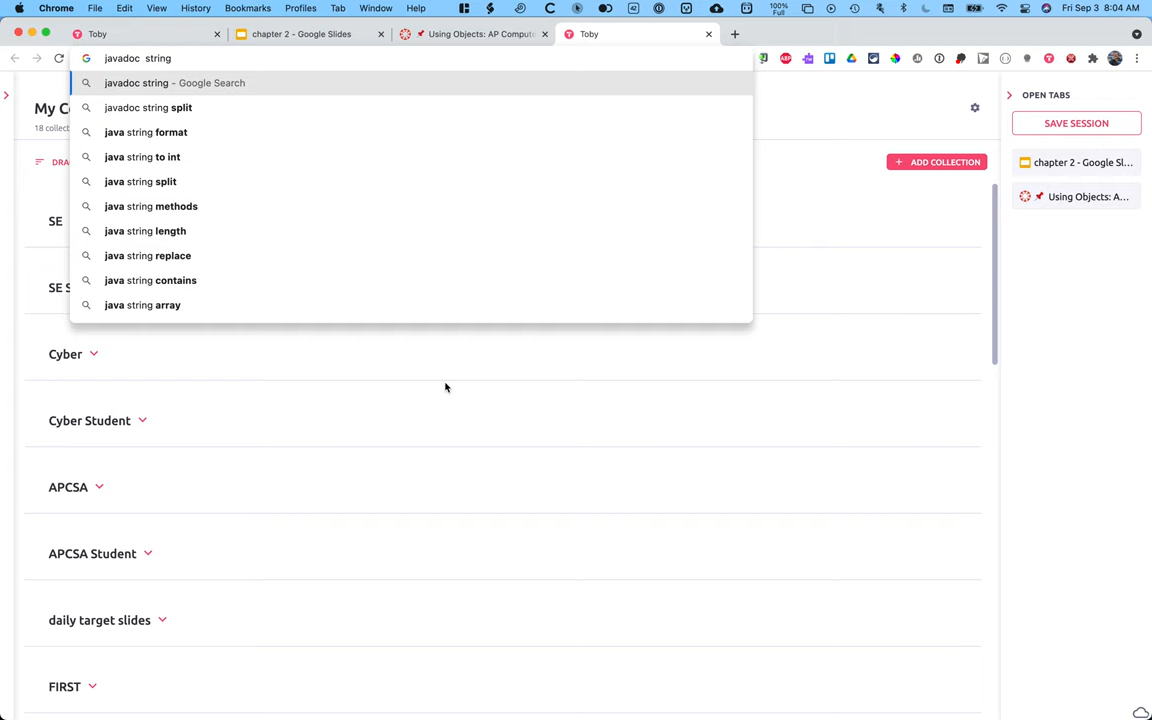 Chrome File Edit View History Bookmarks Profiles Tab Window Help 42 100% Full Fri Sep 3 8:04 AM
Toby chapter 2 - Google Slides Using Objects: AP Compute Toby
javadoc string
javadoc string - Google Search
javadoc string split
java string format
java string to int
java string split
java string methods
java string length
java string replace
java string contains
java string array
My C
18 collect
DRA
ADD COLLECTION
SE
SE S
Cyber
Cyber Student
APCSA
APCSA Student
daily target slides
FIRST
OPEN TABS
SAVE SESSION
chapter 2 - Google Sl...
Using Objects: A...